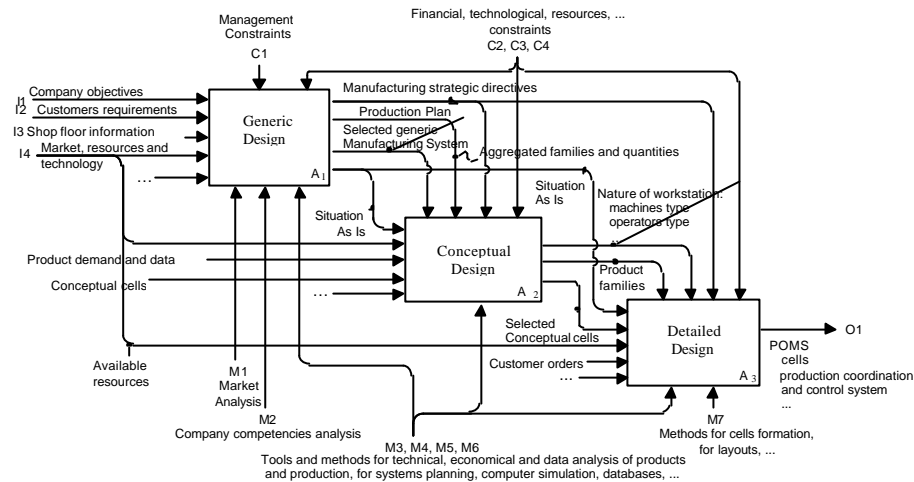 Management
Constraints
C1
Financial, technological, resources, ...
constraints
C2, C3, C4
I1 Company objectives
I2 Customers requirements
I3 Shop floor information
I4 Market, resources and
technology
...
Generic
Design
A 1
Manufacturing strategic directives
Production Plan
Selected generic
Manufacturing System
Aggregated families and quantities
Situation
As Is
Situation
As Is
Nature of workstation:
machines type
operators type
Product demand and data
Conceptual cells
...
Conceptual
Design
A 2
Product
families
Selected
Conceptual cells
Customer orders
...
Detailed
Design
A 3
O1
POMS
cells
production coordination
and control system
...
Available
resources
M1
Market
Analysis
M2
Company competencies analysis
M3, M4, M5, M6
Tools and methods for technical, economical and data analysis of products
and production, for systems planning, computer simulation, databases, ...
M7
Methods for cells formation,
for layouts, ...